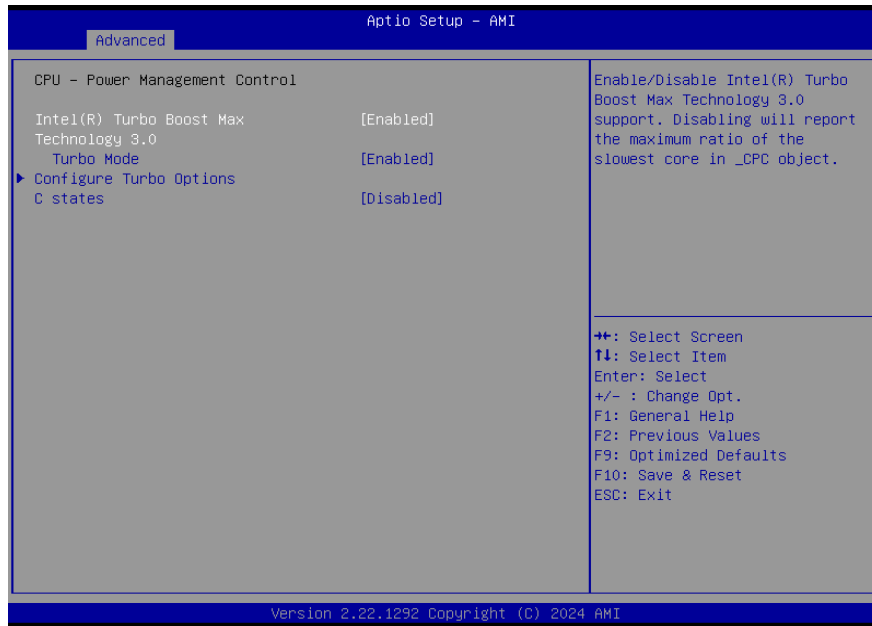 Aptio Setup – AMI
Advanced
CPU – Power Management Control
Intel(R) Turbo Boost Max [Enabled]
Technology 3.0
Turbo Mode [Enabled]
Configure Turbo Options
C states [Disabled]
Enable/Disable Intel(R) Turbo
Boost Max Technology 3.0
support. Disabling will report
the maximum ratio of the
slowest core in _CPC object.
→←: Select Screen
↑↓: Select Item
Enter: Select
+/- : Change Opt.
F1: General Help
F2: Previous Values
F9: Optimized Defaults
F10: Save & Reset
ESC: Exit
Version 2.22.1292 Copyright (C) 2024 AMI